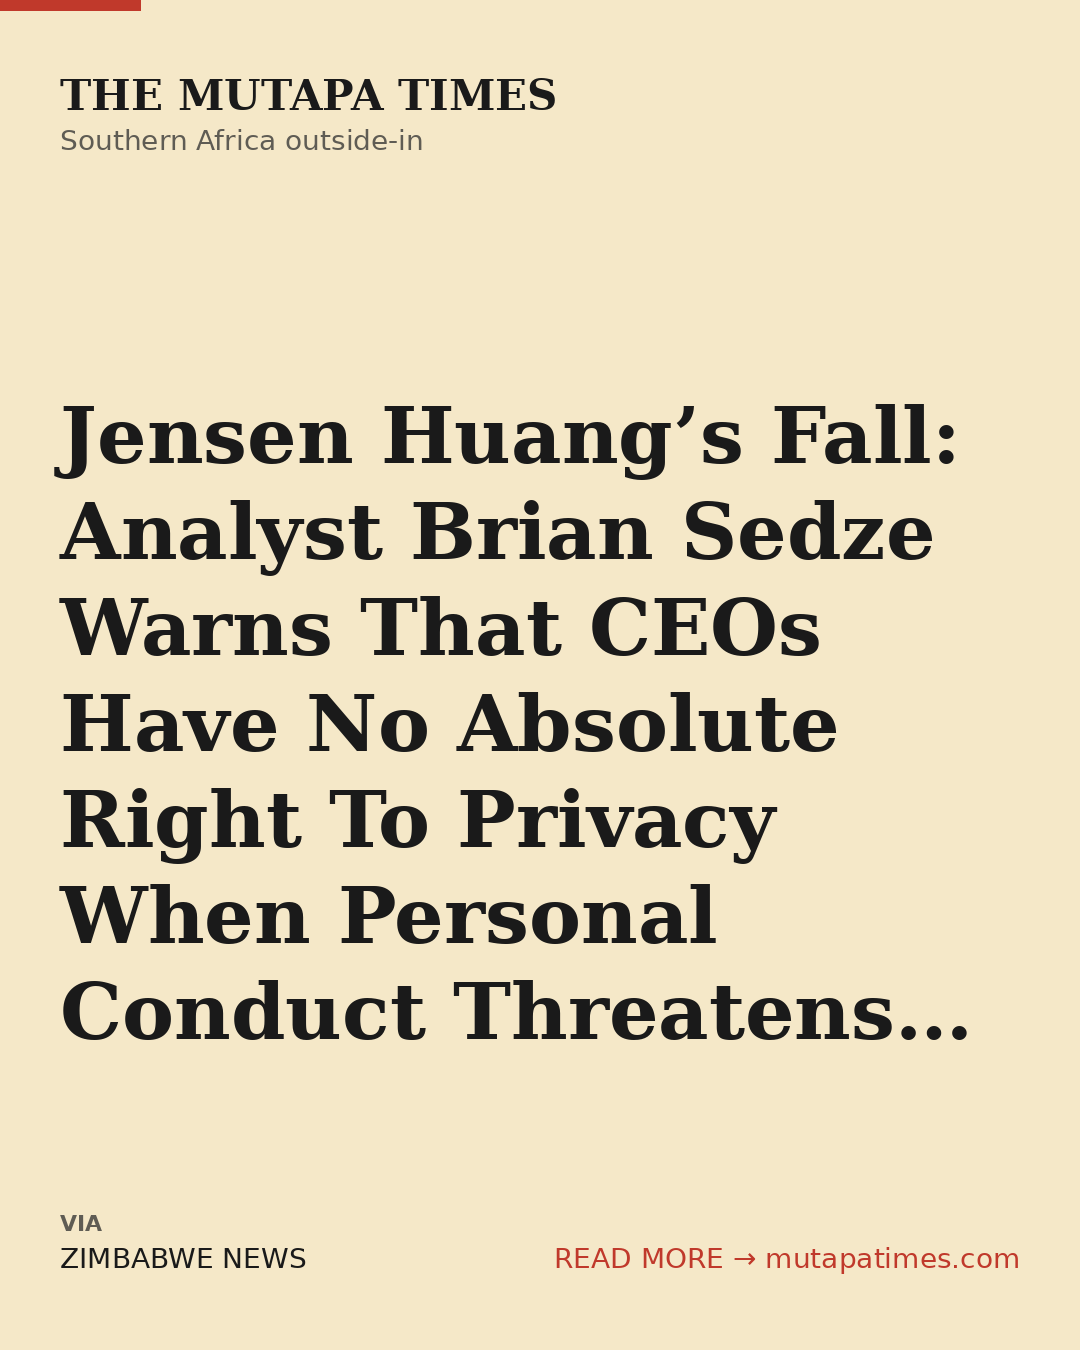 THE MUTAPA TIMES
Southern Africa outside-in
Jensen Huang’s Fall:
Analyst Brian Sedze
Warns That CEOs
Have No Absolute
Right To Privacy
When Personal
Conduct Threatens…
VIA
ZIMBABWE NEWS
READ MORE → mutapatimes.com